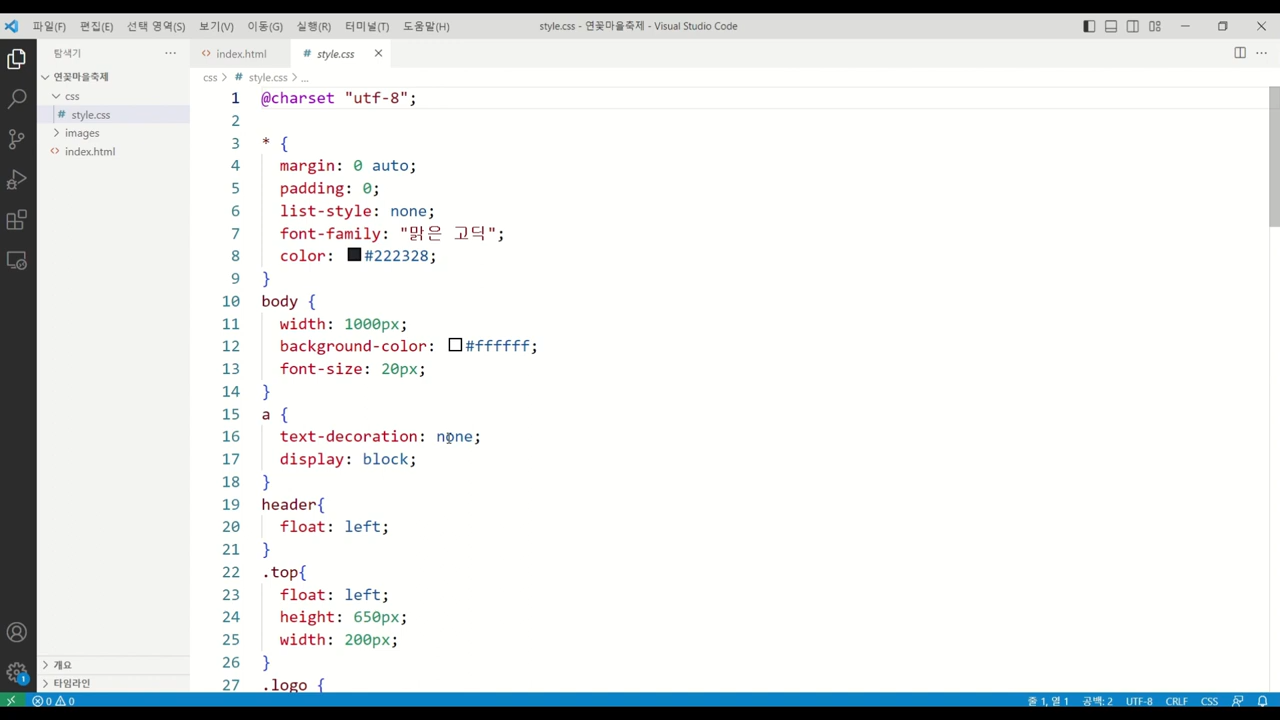 파일(F) 편집(E) 선택 영역(S) 보기(V) 이동(G) 실행(R) 터미널(T) 도움말(H) style.css - 연꽃마을축제 - Visual Studio Code
탐색기 ···
index.html
# style.css
연꽃마을축제
css
# style.css
images
index.html
css > # style.css > ...
1 @charset "utf-8";
2
3 * {
4 margin: 0 auto;
5 padding: 0;
6 list-style: none;
7 font-family: "맑은 고딕";
8 color: #222328;
9 }
10 body {
11 width: 1000px;
12 background-color: #ffffff;
13 font-size: 20px;
14 }
15 a {
16 text-decoration: none;
17 display: block;
18 }
19 header{
20 float: left;
21 }
22 .top{
23 float: left;
24 height: 650px;
25 width: 200px;
26 }
27 .logo {
개요
타임라인
1
0 0 줄 1, 열 1 공백: 2 UTF-8 CRLF CSS